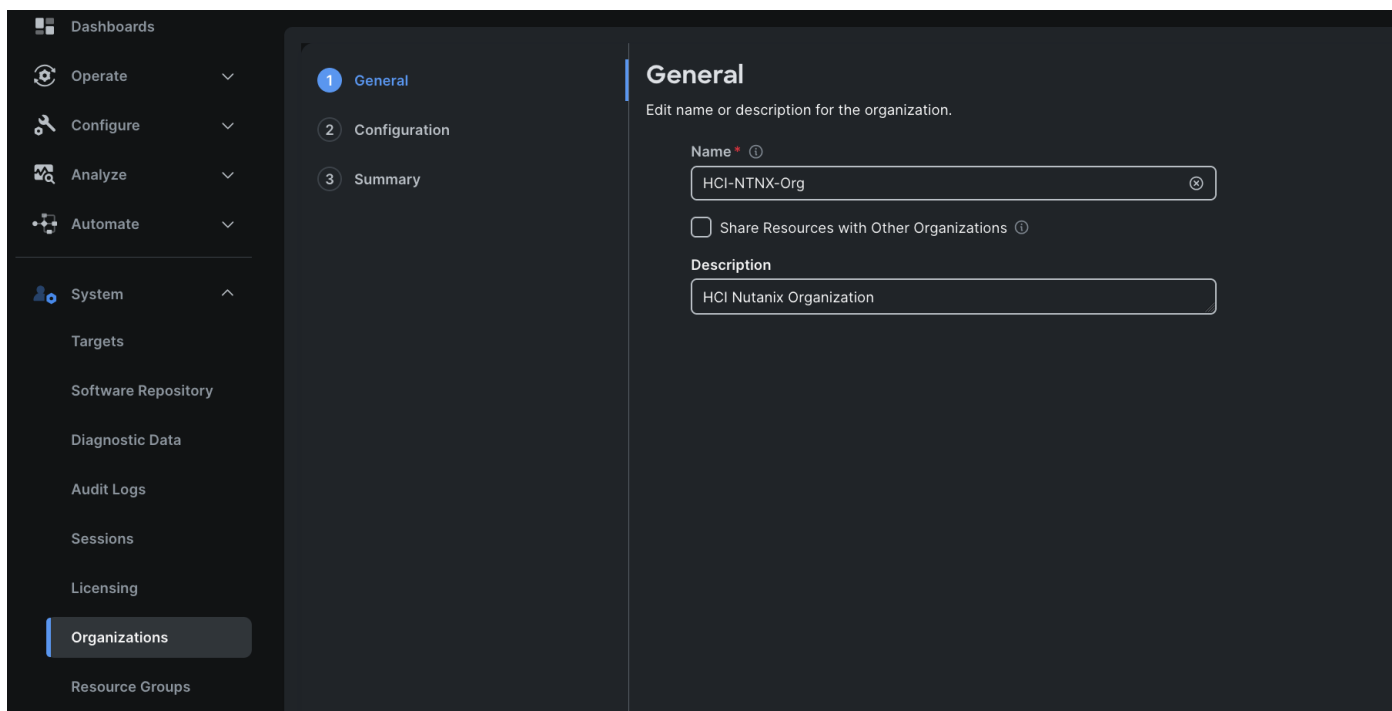 Dashboards
Operate
Configure
Analyze
Automate
System
Targets
Software Repository
Diagnostic Data
Audit Logs
Sessions
Licensing
Organizations
Resource Groups
1 General
2 Configuration
3 Summary
General
Edit name or description for the organization.
Name *
HCI-NTNX-Org
Share Resources with Other Organizations
Description
HCI Nutanix Organization